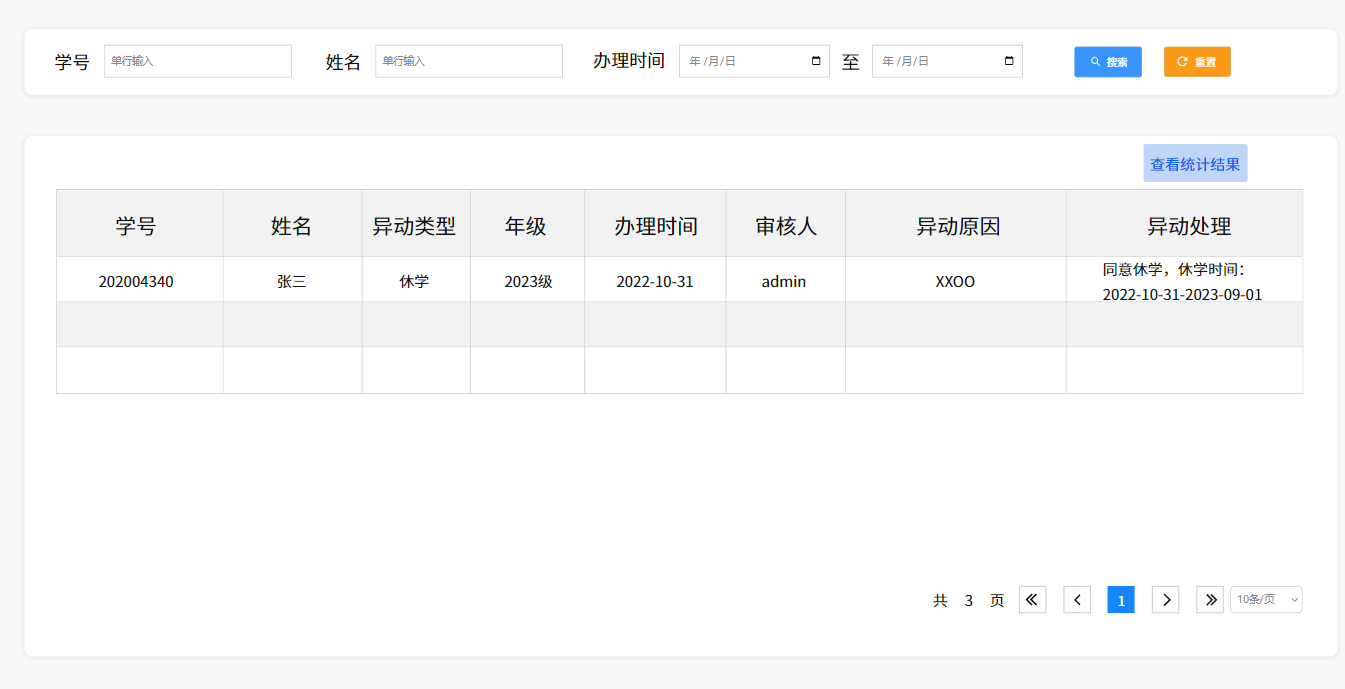 学号 单行输入 姓名 单行输入 办理时间 年 /月/日 至 年 /月/日 搜索 重置
查看统计结果
学号 姓名 异动类型 年级 办理时间 审核人 异动原因 异动处理
202004340 张三 休学 2023级 2022-10-31 admin XXOO 同意休学，休学时间：
2022-10-31-2023-09-01
共 3 页 1 10条/页